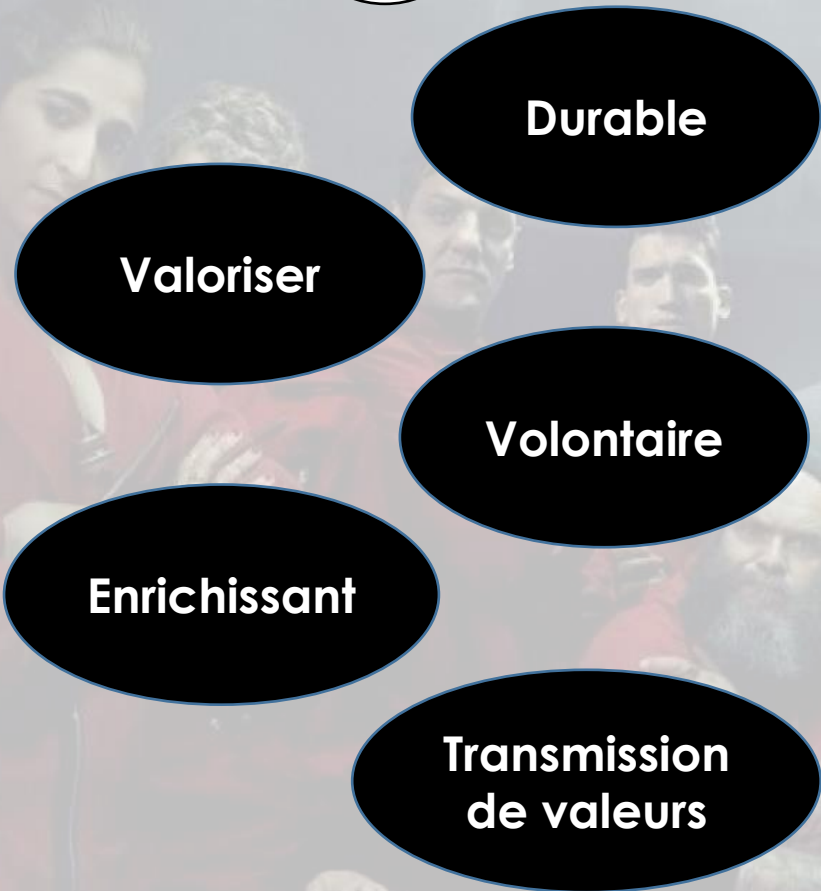 Durable
Valoriser
Volontaire
Enrichissant
Transmission
de valeurs